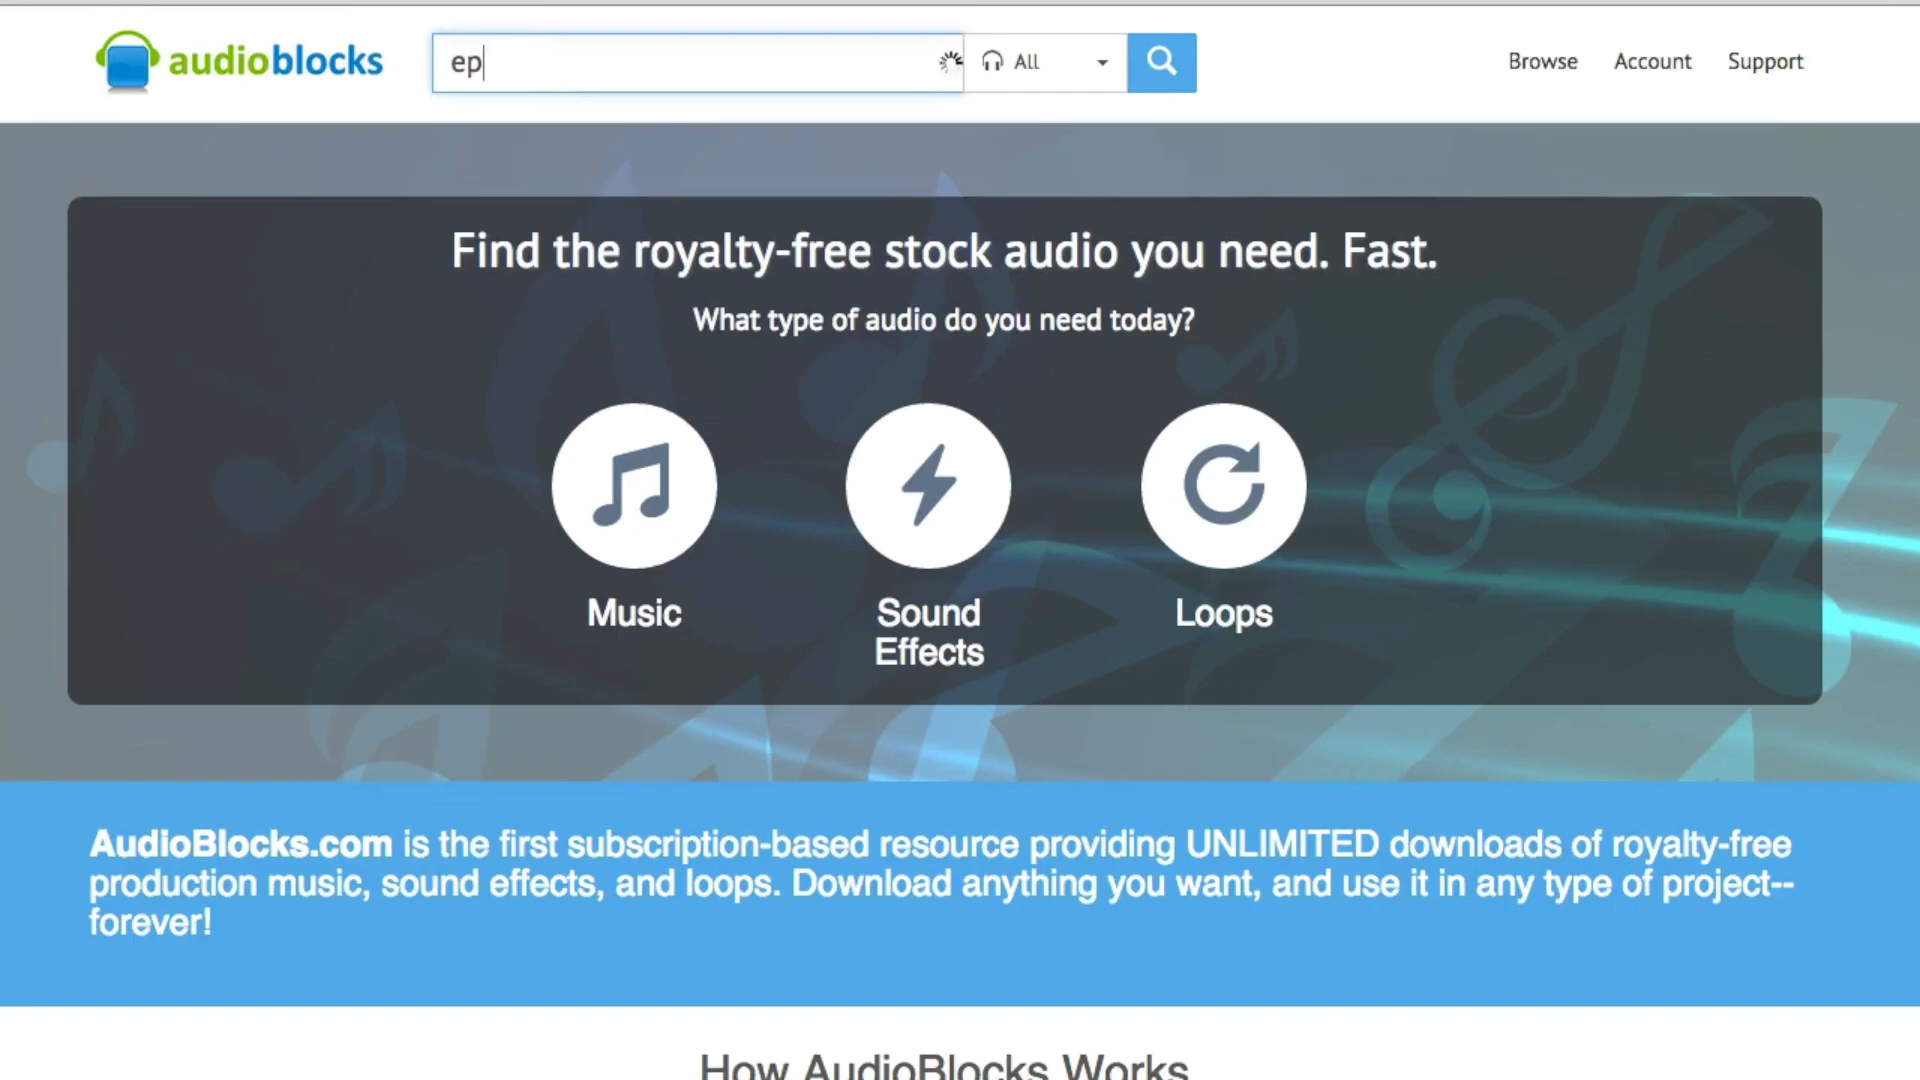 audioblocks
ep
All
Browse Account Support
Find the royalty-free stock audio you need. Fast.
What type of audio do you need today?
Music
Sound
Effects
Loops
AudioBlocks.com is the first subscription-based resource providing UNLIMITED downloads of royalty-free
production music, sound effects, and loops. Download anything you want, and use it in any type of project--
forever!
How AudioBlocks Works